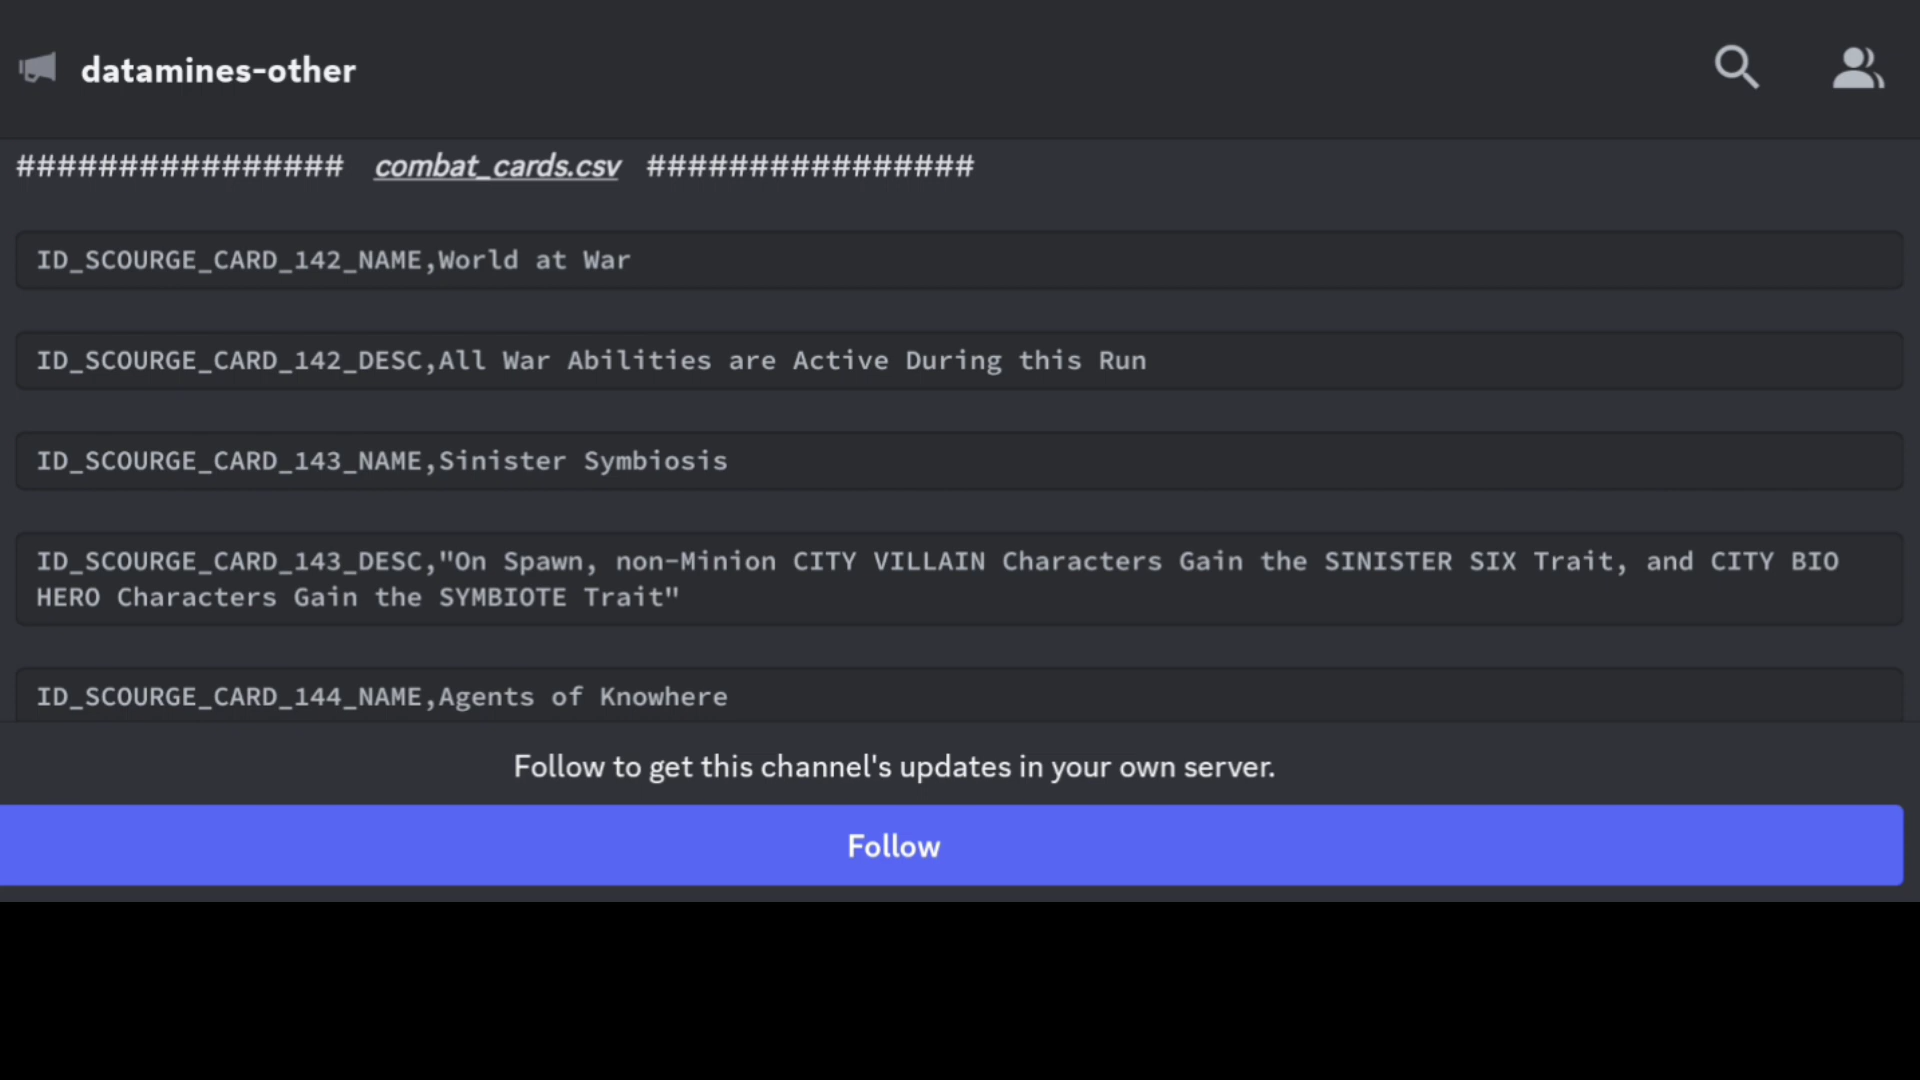 datamines-other
################ combat_cards.csv ################
ID_SCOURGE_CARD_142_NAME,World at War
ID_SCOURGE_CARD_142_DESC,All War Abilities are Active During this Run
ID_SCOURGE_CARD_143_NAME,Sinister Symbiosis
ID_SCOURGE_CARD_143_DESC,"On Spawn, non-Minion CITY VILLAIN Characters Gain the SINISTER SIX Trait, and CITY BIO
HERO Characters Gain the SYMBIOTE Trait"
ID_SCOURGE_CARD_144_NAME,Agents of Knowhere
Follow to get this channel's updates in your own server.
Follow